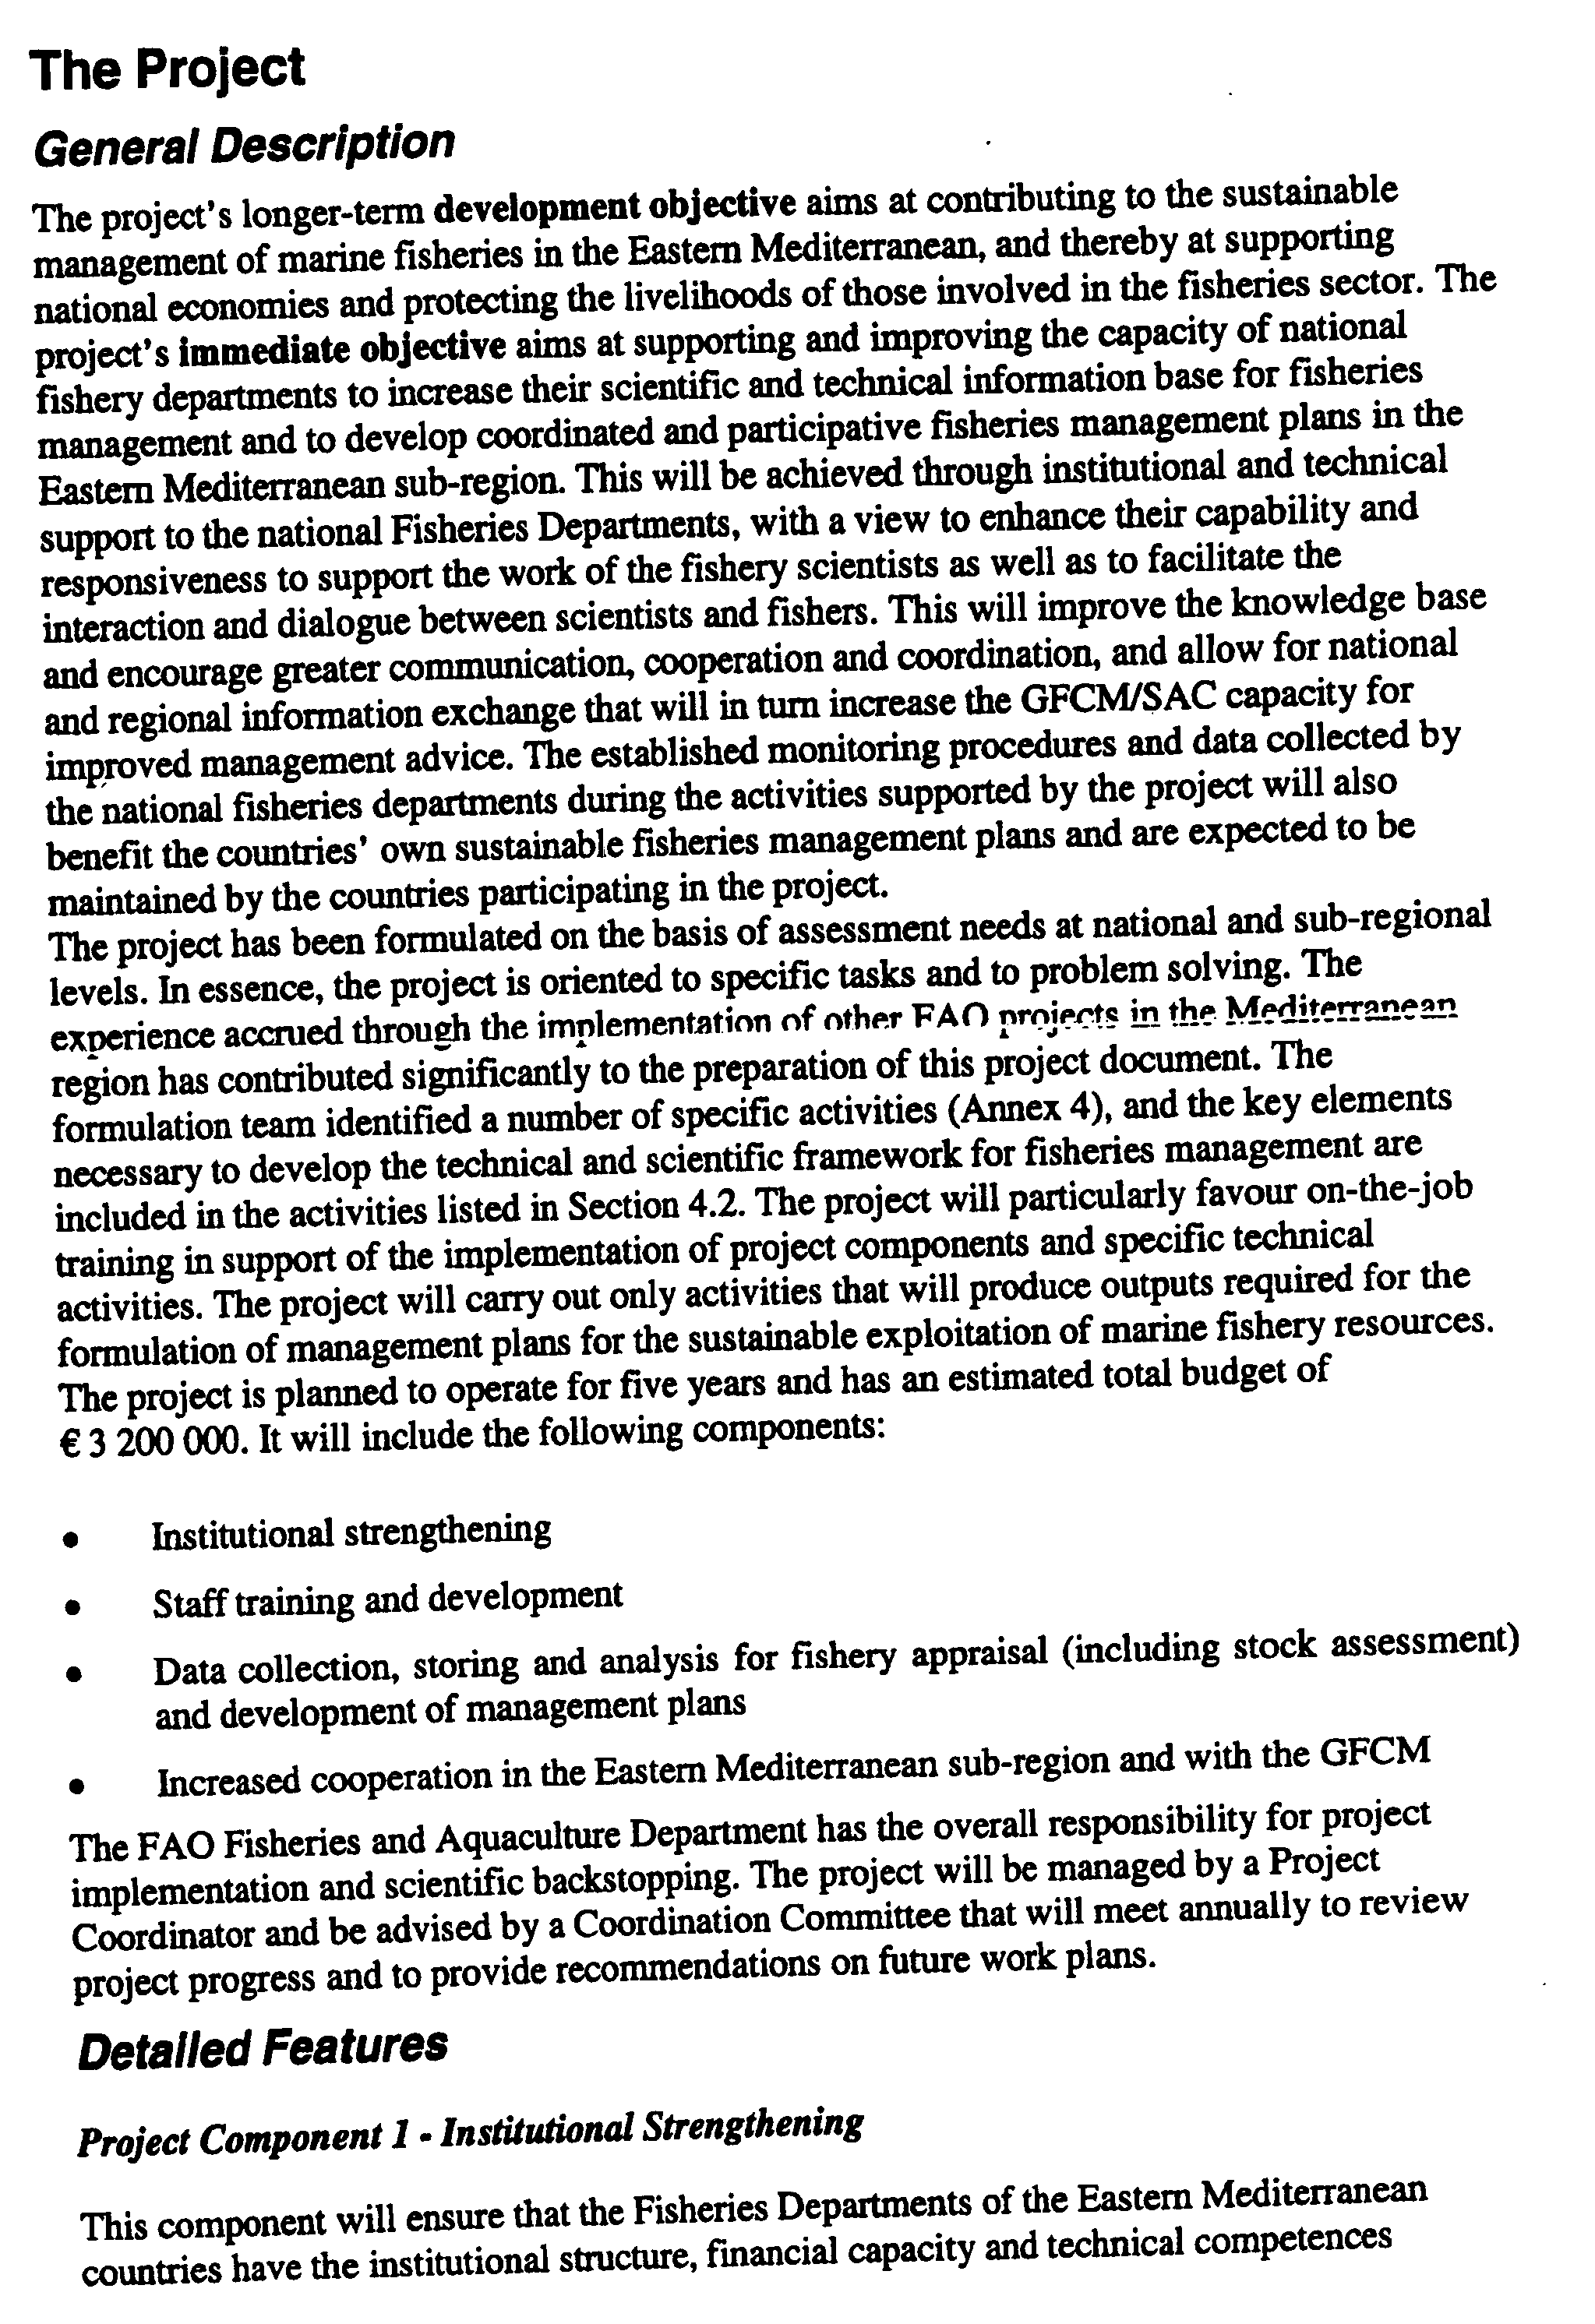 The Project
General Description
The project's longer-term development objective aims at contributing to the sustainable
management of marine fisheries in the Eastern Mediterranean, and thereby at supporting
national economies and protecting the livelihoods of those involved in the fisheries sector. The
project's immediate objective aims at supporting and improving the capacity of national
fishery departments to increase their scientific and technical information base for fisheries
management and to develop coordinated and participative fisheries management plans in the
Eastern Mediterranean sub-region. This will be achieved through institutional and technical
support to the national Fisheries Departments, with a view to enhance their capability and
responsiveness to support the work of the fishery scientists as well as to facilitate the
interaction and dialogue between scientists and fishers. This will improve the knowledge base
and encourage greater communication, cooperation and coordination, and allow for national
and regional information exchange that will in turn increase the GFCM/SAC capacity for
improved management advice. The established monitoring procedures and data collected by
the national fisheries departments during the activities supported by the project will also
benefit the countries' own sustainable fisheries management plans and are expected to be
maintained by the countries participating in the project.
The project has been formulated on the basis of assessment needs at national and sub-regional
levels. In essence, the project is oriented to specific tasks and to problem solving. The
experience accrued through the implementation of other FAO projects in the Mediterranean
region has contributed significantly to the preparation of this project document. The
formulation team identified a number of specific activities (Annex 4), and the key elements
necessary to develop the technical and scientific framework for fisheries management are
included in the activities listed in Section 4.2. The project will particularly favour on-the-job
training in support of the implementation of project components and specific technical
activities. The project will carry out only activities that will produce outputs required for the
formulation of management plans for the sustainable exploitation of marine fishery resources.
The project is planned to operate for five years and has an estimated total budget of
€ 3 200 000. It will include the following components:
• Institutional strengthening
• Staff training and development
• Data collection, storing and analysis for fishery appraisal (including stock assessment)
and development of management plans
• Increased cooperation in the Eastern Mediterranean sub-region and with the GFCM
The FAO Fisheries and Aquaculture Department has the overall responsibility for project
implementation and scientific backstopping. The project will be managed by a Project
Coordinator and be advised by a Coordination Committee that will meet annually to review
project progress and to provide recommendations on future work plans.
Detailed Features
Project Component 1 - Institutional Strengthening
This component will ensure that the Fisheries Departments of the Eastern Mediterranean
countries have the institutional structure, financial capacity and technical competences